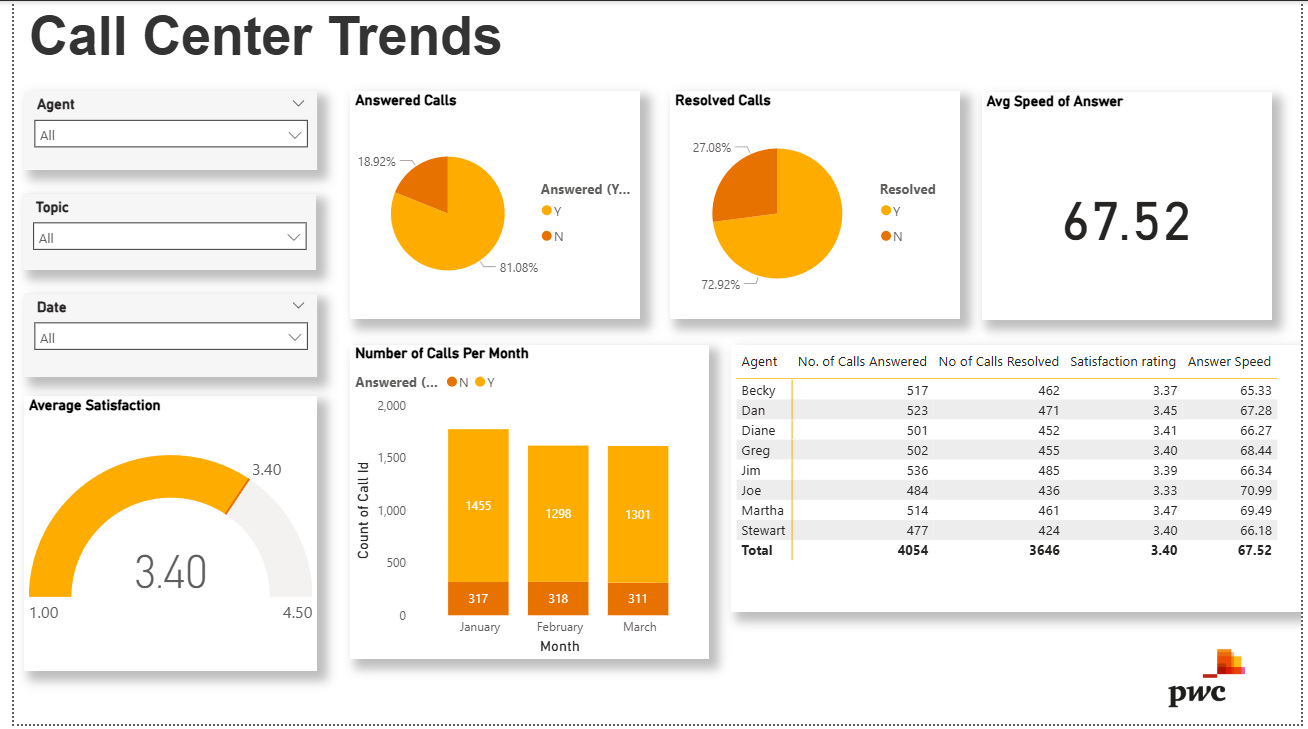 Call Center Trends
Agent
All
Topic
All
Date
All
Average Satisfaction
3.40
3.40
1.00
4.50
Answered Calls
18.92%
81.08%
Answered (Y...
Y
N
Resolved Calls
27.08%
72.92%
Resolved
Y
N
Avg Speed of Answer
67.52
Number of Calls Per Month
Answered (... N Y
Count of Call Id
2,000
1,500
1,000
500
0
1455
1298
1301
317
318
311
January
February
March
Month
Agent No. of Calls Answered No of Calls Resolved Satisfaction rating Answer Speed
Becky 517 462 3.37 65.33
Dan 523 471 3.45 67.28
Diane 501 452 3.41 66.27
Greg 502 455 3.40 68.44
Jim 536 485 3.39 66.34
Joe 484 436 3.33 70.99
Martha 514 461 3.47 69.49
Stewart 477 424 3.40 66.18
Total 4054 3646 3.40 67.52
pwc